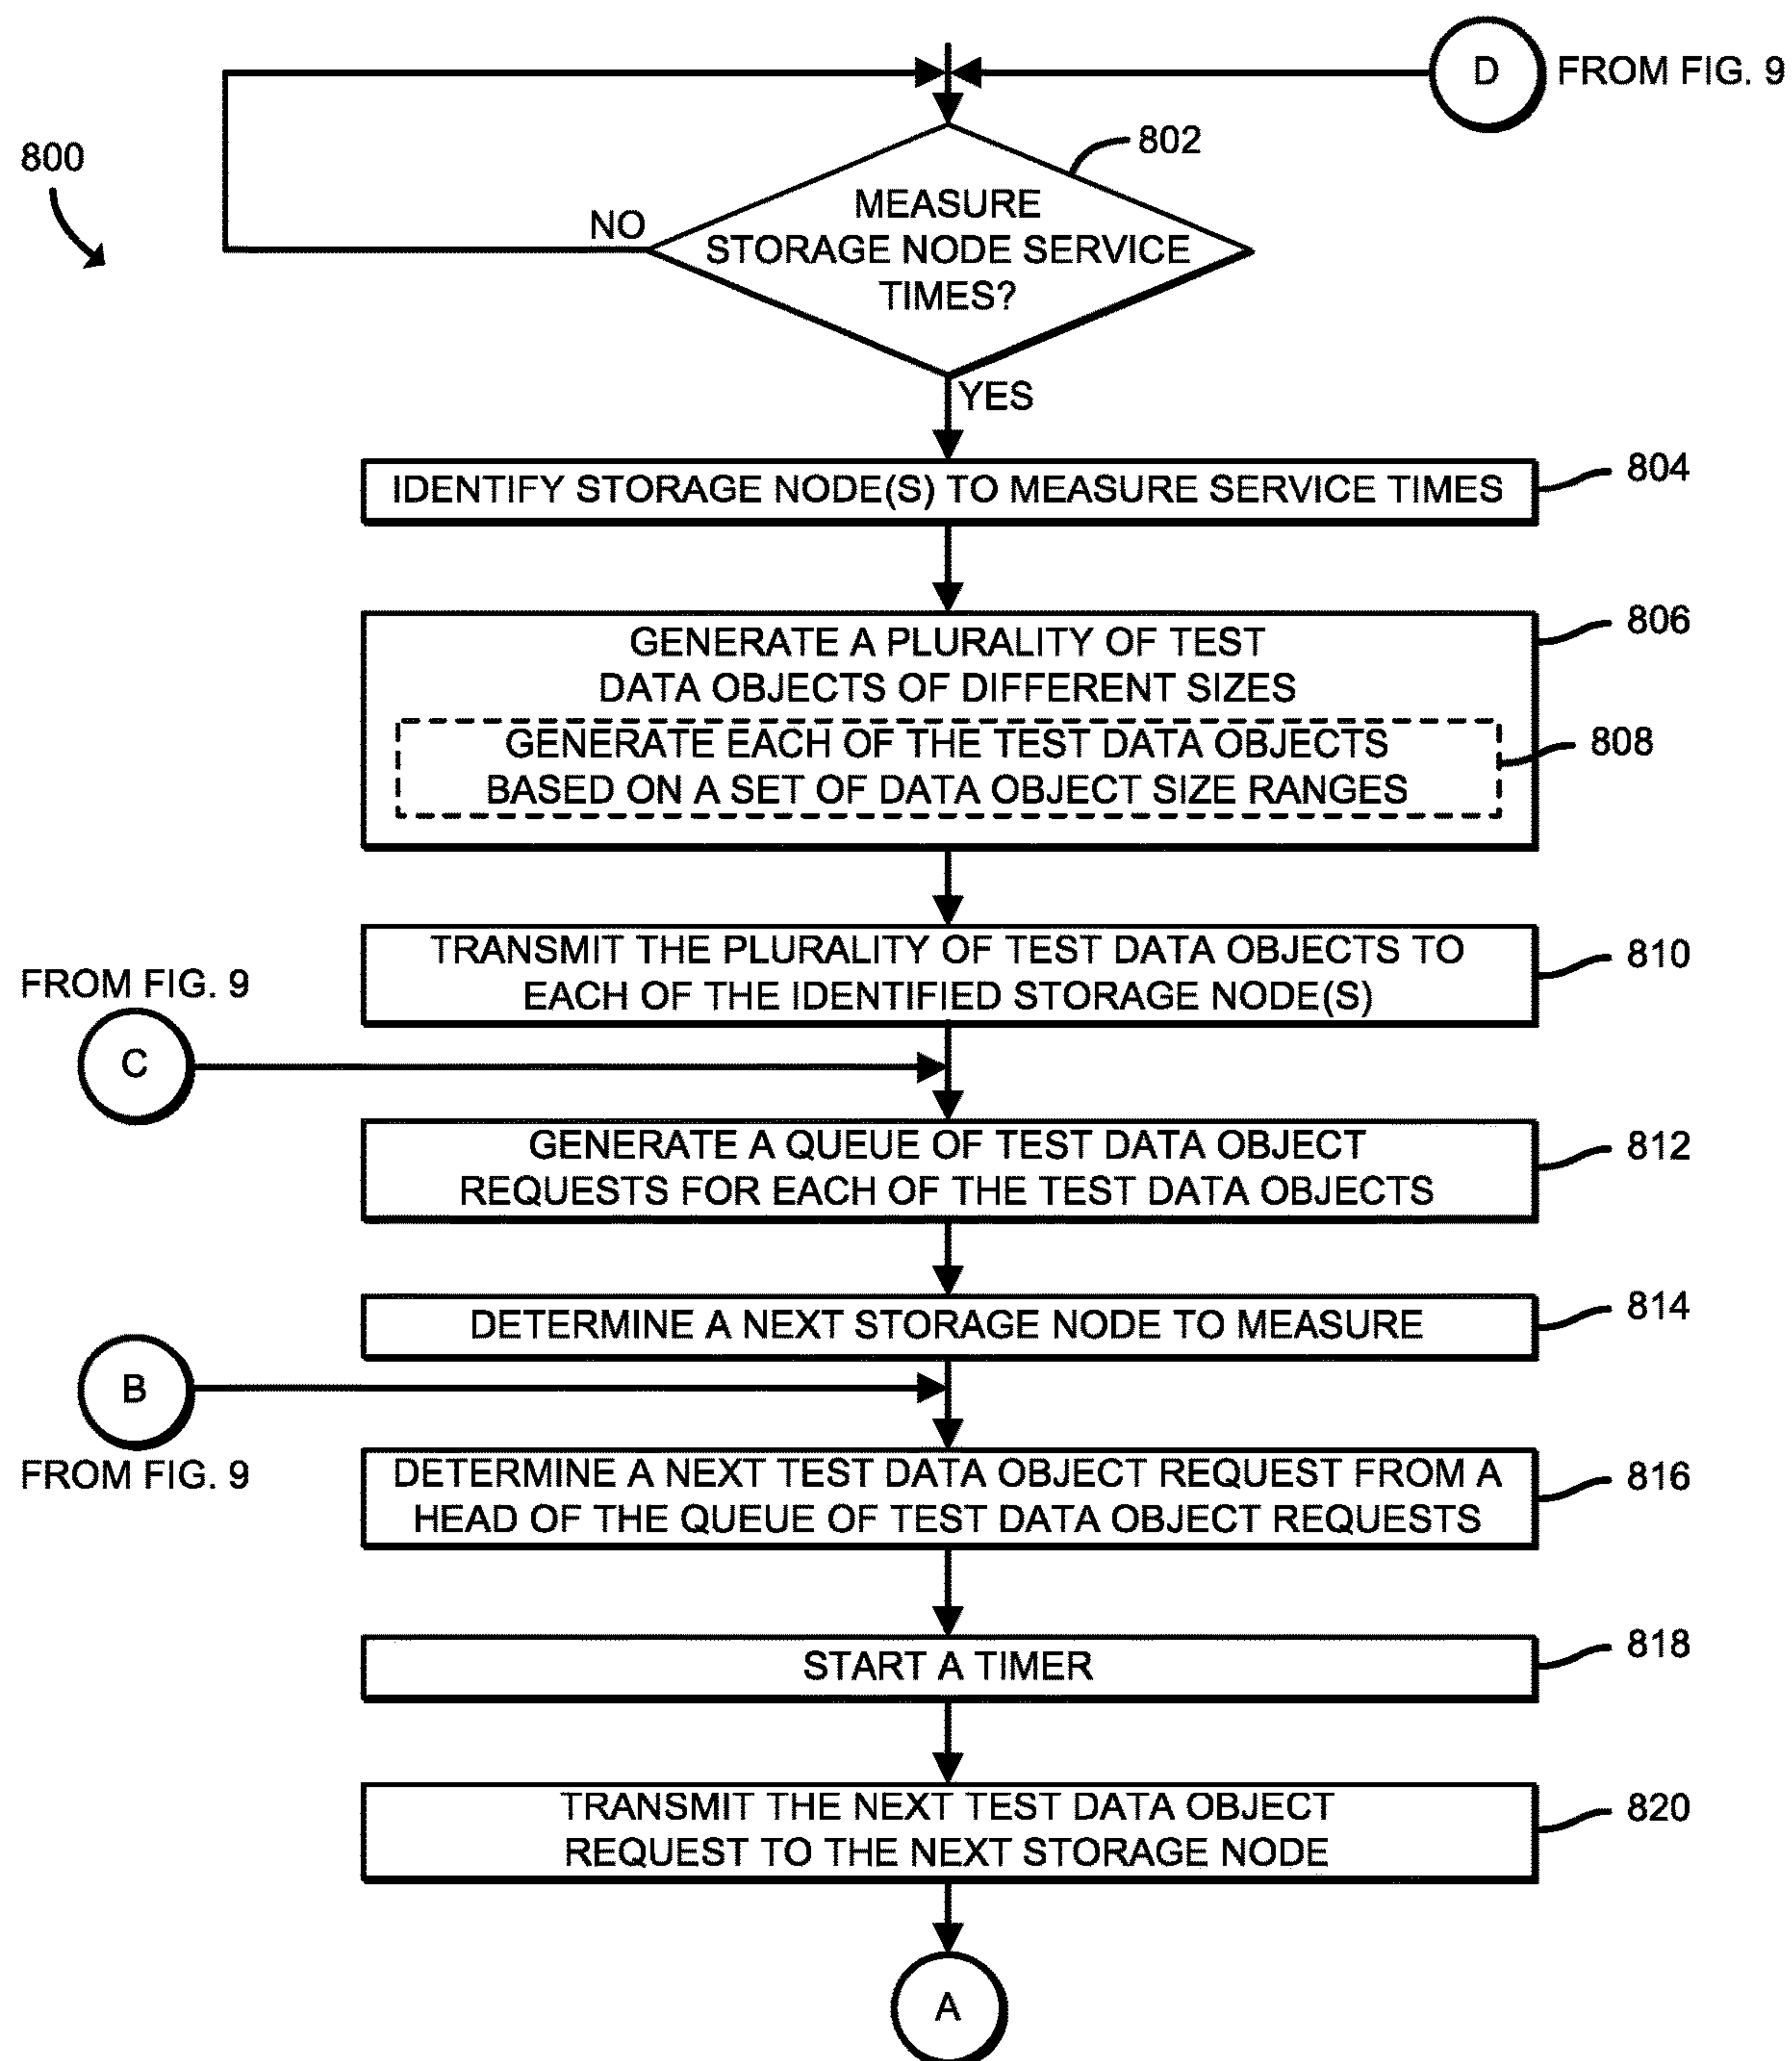 D
FROM FIG. 9
800
802
MEASURE
STORAGE NODE SERVICE
TIMES?
NO
YES
IDENTIFY STORAGE NODE(S) TO MEASURE SERVICE TIMES
804
GENERATE A PLURALITY OF TEST
DATA OBJECTS OF DIFFERENT SIZES
806
GENERATE EACH OF THE TEST DATA OBJECTS
BASED ON A SET OF DATA OBJECT SIZE RANGES
808
TRANSMIT THE PLURALITY OF TEST DATA OBJECTS TO
EACH OF THE IDENTIFIED STORAGE NODE(S)
810
FROM FIG. 9
C
GENERATE A QUEUE OF TEST DATA OBJECT
REQUESTS FOR EACH OF THE TEST DATA OBJECTS
812
DETERMINE A NEXT STORAGE NODE TO MEASURE
814
B
FROM FIG. 9
DETERMINE A NEXT TEST DATA OBJECT REQUEST FROM A
HEAD OF THE QUEUE OF TEST DATA OBJECT REQUESTS
816
START A TIMER
818
TRANSMIT THE NEXT TEST DATA OBJECT
REQUEST TO THE NEXT STORAGE NODE
820
A